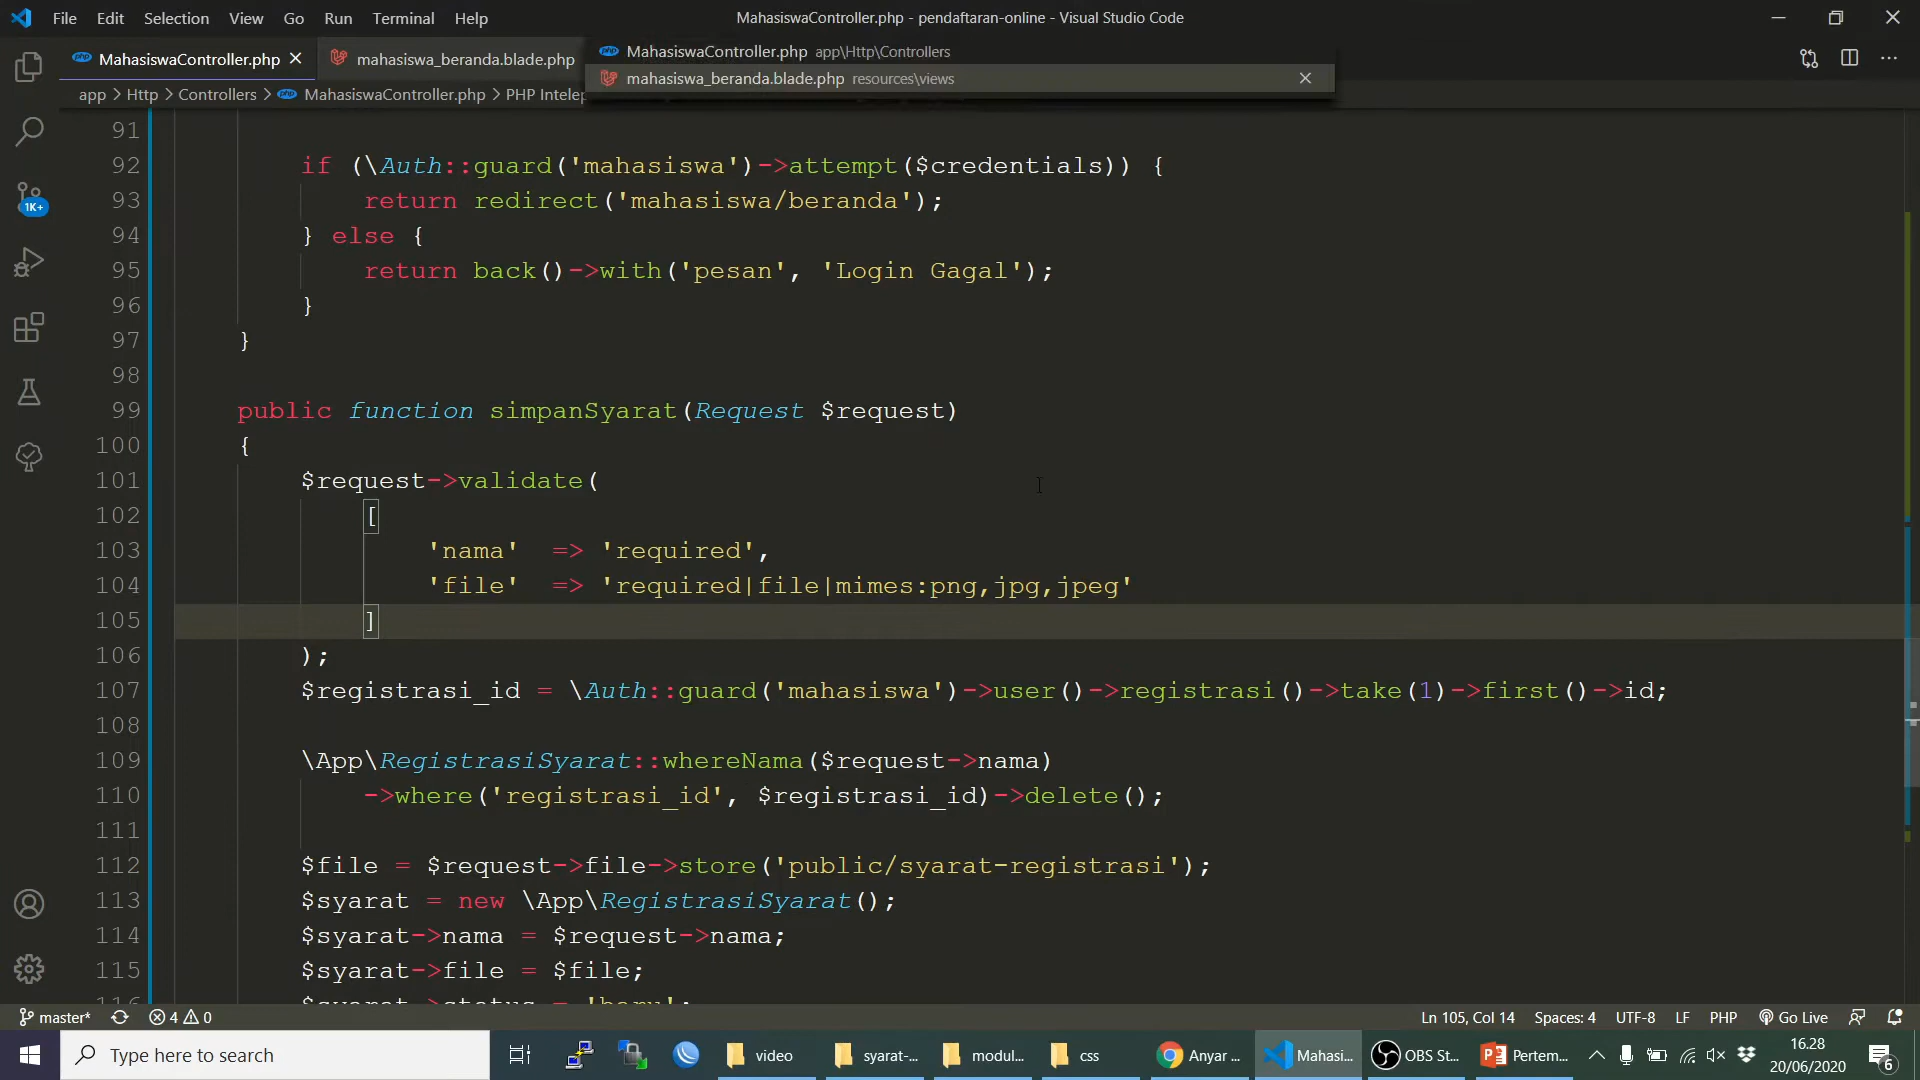 File Edit Selection View Go Run Terminal Help
MahasiswaController.php - pendaftaran-online - Visual Studio Code
MahasiswaController.php
mahasiswa_beranda.blade.php
MahasiswaController.php app\Http\Controllers
mahasiswa_beranda.blade.php resources\views
app > Http > Controllers > MahasiswaController.php > PHP Intelep
91
92 if (\Auth::guard('mahasiswa')->attempt($credentials)) {
93 return redirect('mahasiswa/beranda');
94 } else {
95 return back()->with('pesan', 'Login Gagal');
96 }
97 }
98
99 public function simpanSyarat(Request $request)
100 {
101 $request->validate(
102 [
103 'nama' => 'required',
104 'file' => 'required|file|mimes:png,jpg,jpeg'
105 ]
106 );
107 $registrasi_id = \Auth::guard('mahasiswa')->user()->registrasi()->take(1)->first()->id;
108
109 \App\RegistrasiSyarat::whereNama($request->nama)
110 ->where('registrasi_id', $registrasi_id)->delete();
111
112 $file = $request->file->store('public/syarat-registrasi');
113 $syarat = new \App\RegistrasiSyarat();
114 $syarat->nama = $request->nama;
115 $syarat->file = $file;
116 $syarat->status = 'baru';
1K+
master* 4 0
Ln 105, Col 14 Spaces: 4 UTF-8 LF PHP Go Live
Type here to search
video
syarat-...
modul...
css
Anyar ...
Mahasi...
OBS St...
Pertem...
16.28
20/06/2020
6